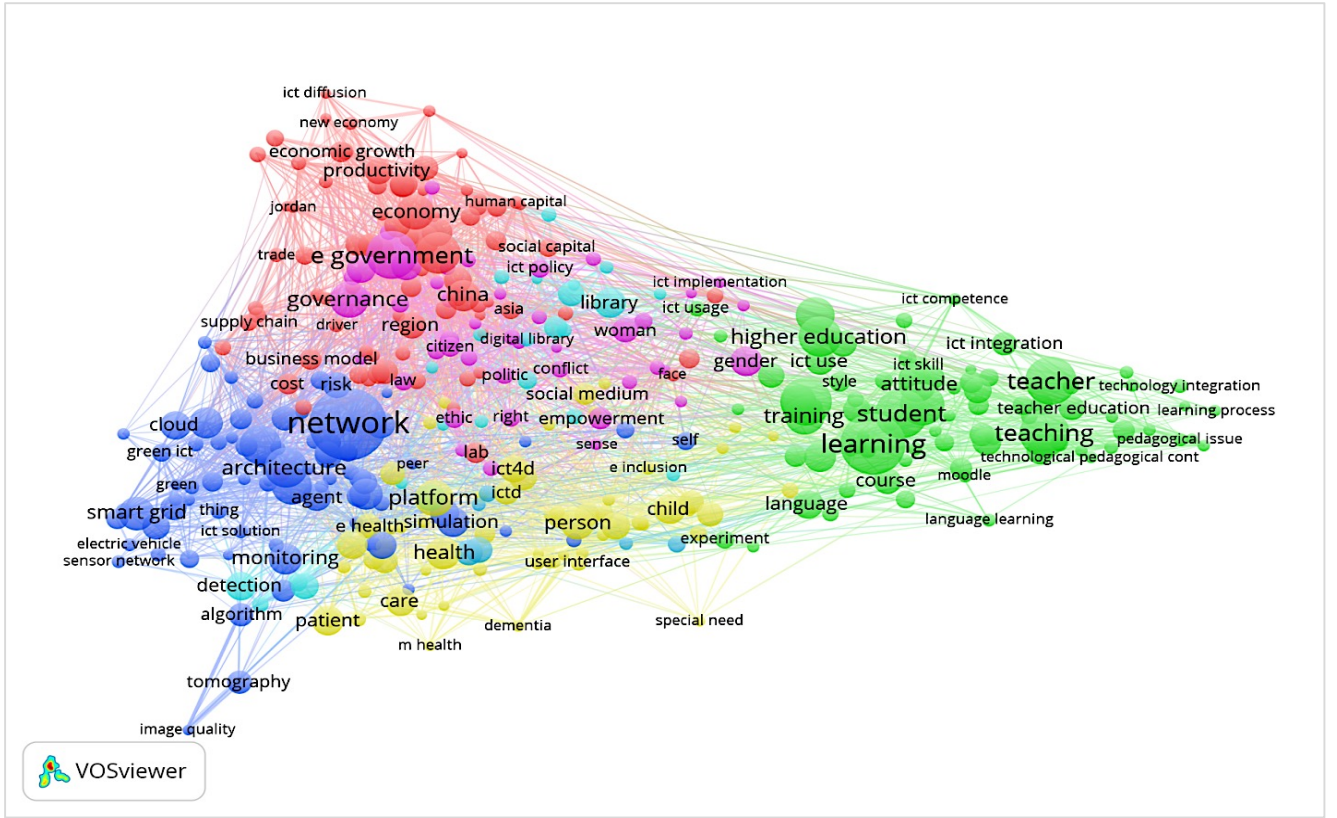 ict diffusion
new economy
economic growth
productivity
jordan
human capital
economy
trade
e government
social capital
ict policy
governance
china
ict implementation
library
asia
ict usage
ict competence
supply chain
driver
region
citizen
digital library
woman
higher education
ict integration
business model
politic
conflict
face
gender
ict use
ict skill
cost
risk
law
style
attitude
teacher
technology integration
social medium
network
ethic
right
empowerment
training
student
teacher education
learning process
cloud
sense
self
learning
teaching
pedagogical issue
green ict
lab
technological pedagogical cont
architecture
peer
ict4d
e inclusion
course
moodle
green
agent
platform
ictd
language
smart grid
thing
e health
simulation
person
child
language learning
ict solution
experiment
electric vehicle
sensor network
monitoring
health
user interface
detection
care
algorithm
patient
dementia
special need
m health
tomography
image quality
VOSviewer